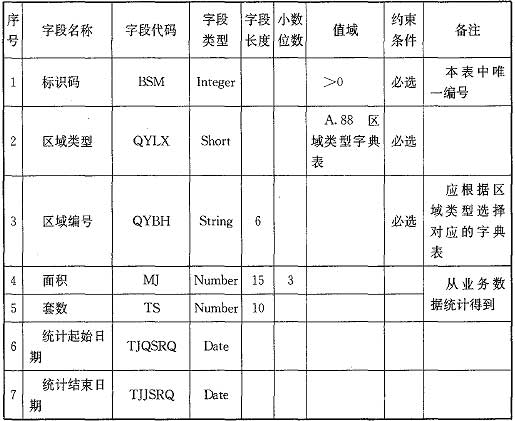 序号 字段名称 字段代码 字段类型 字段长度 小数位数 值域 约束条件 备注
1 标识码 BSM Integer >0 必选 本表中唯一编号
2 区域类型 QYLX Short A.88 区域类型字典表 必选
3 区域编号 QYBH String 6 必选 应根据区域类型选择对应的字典表
4 面积 MJ Number 15 3 从业务数据统计得到
5 套数 TS Number 10
6 统计起始日期 TJQSRQ Date
7 统计结束日期 TJJSRQ Date